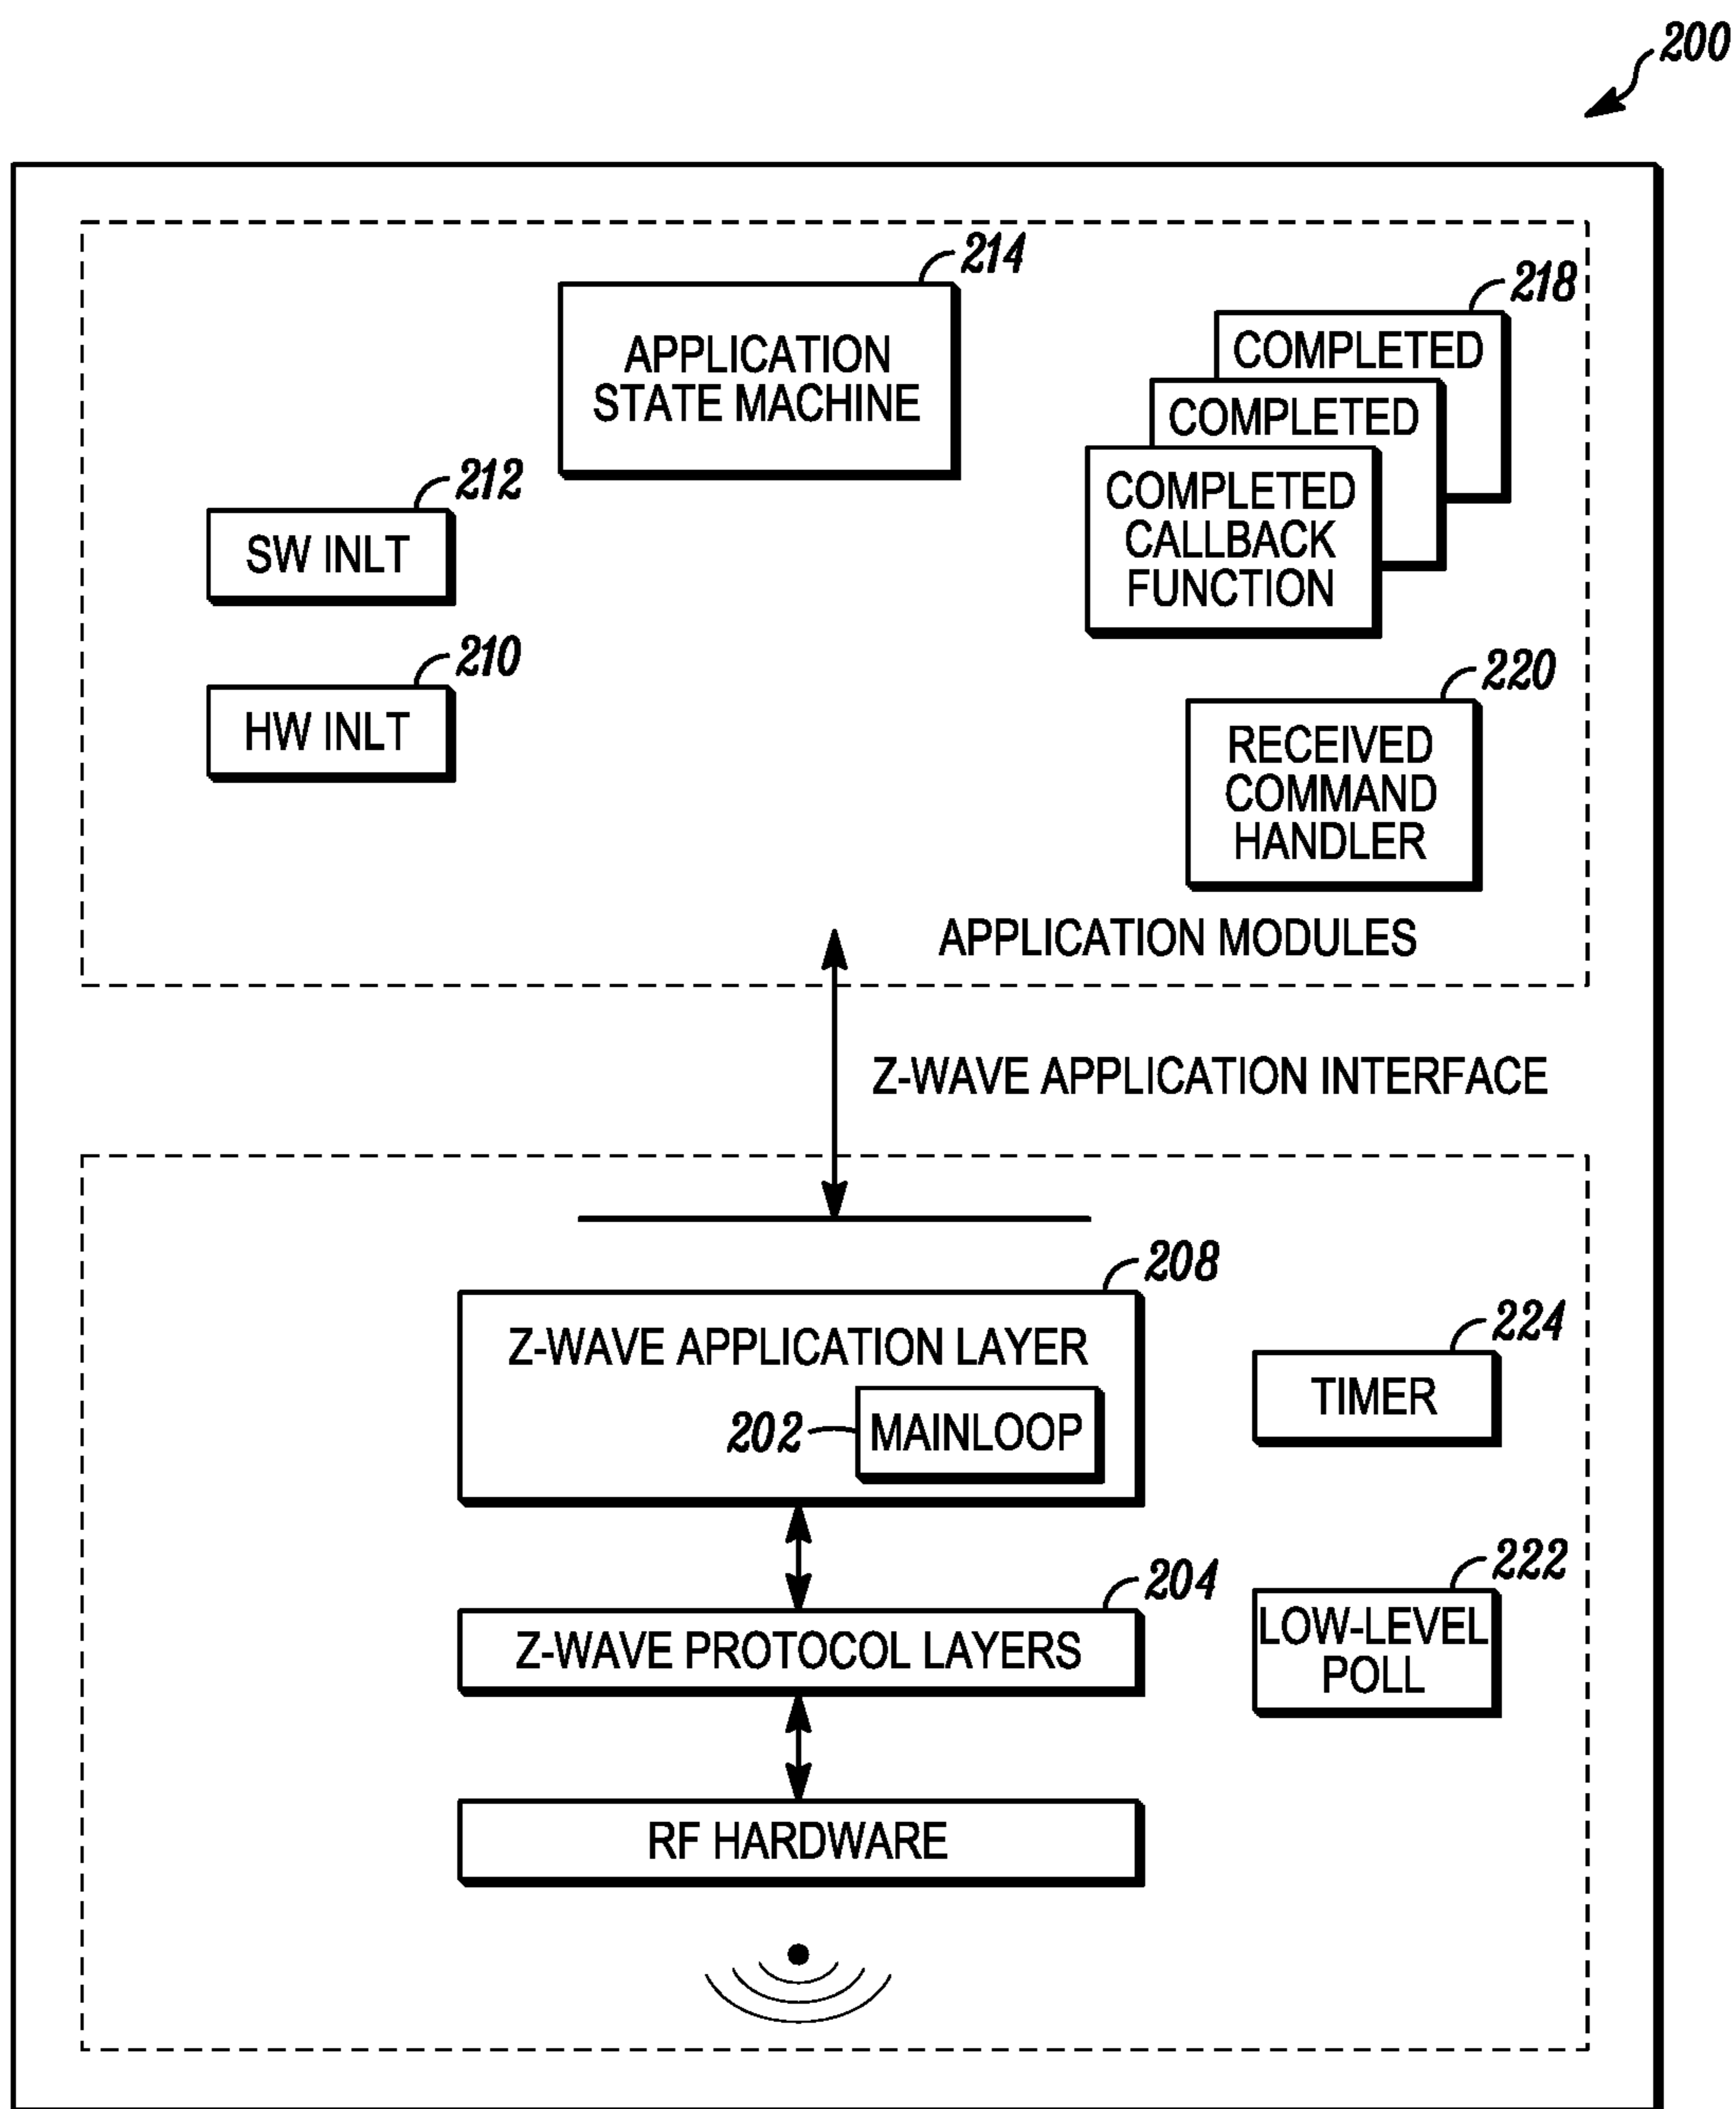 200
214
APPLICATION
STATE MACHINE
218
COMPLETED
COMPLETED
COMPLETED
CALLBACK
FUNCTION
212
SW INLT
210
HW INLT
220
RECEIVED
COMMAND
HANDLER
APPLICATION MODULES
Z-WAVE APPLICATION INTERFACE
208
Z-WAVE APPLICATION LAYER
202
MAINLOOP
224
TIMER
204
Z-WAVE PROTOCOL LAYERS
222
LOW-LEVEL
POLL
RF HARDWARE